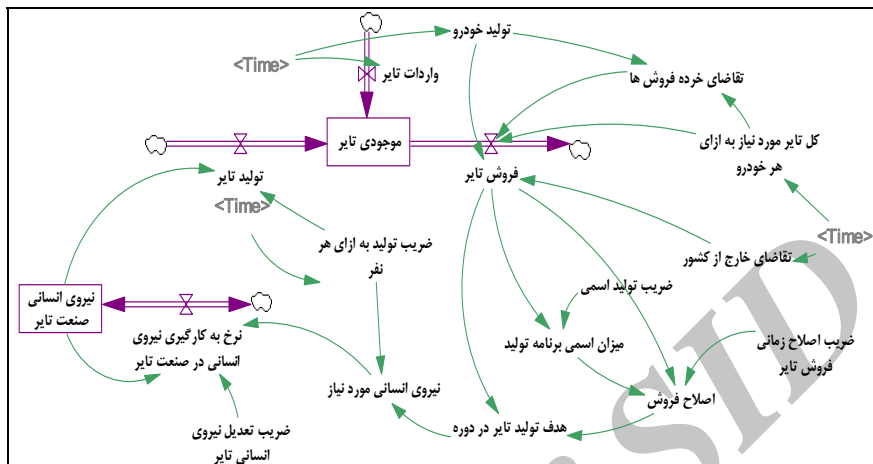 تولید خودرو
<Time>
واردات تایر
تقاضای خرده فروش ها
موجودی تایر
کل تایر مورد نیاز به ازای
هر خودرو
تولید تایر
فروش تایر
<Time>
<Time>
ضریب تولید به ازای هر
نفر
تقاضای خارج از کشور
ضریب تولید اسمی
نیروی انسانی
صنعت تایر
نرخ به کارگیری نیروی
انسانی در صنعت تایر
میزان اسمی برنامه تولید
ضریب اصلاح زمانی
فروش تایر
نیروی انسانی مورد نیاز
اصلاح فروش
هدف تولید تایر در دوره
ضریب تعدیل نیروی
انسانی تایر
SID